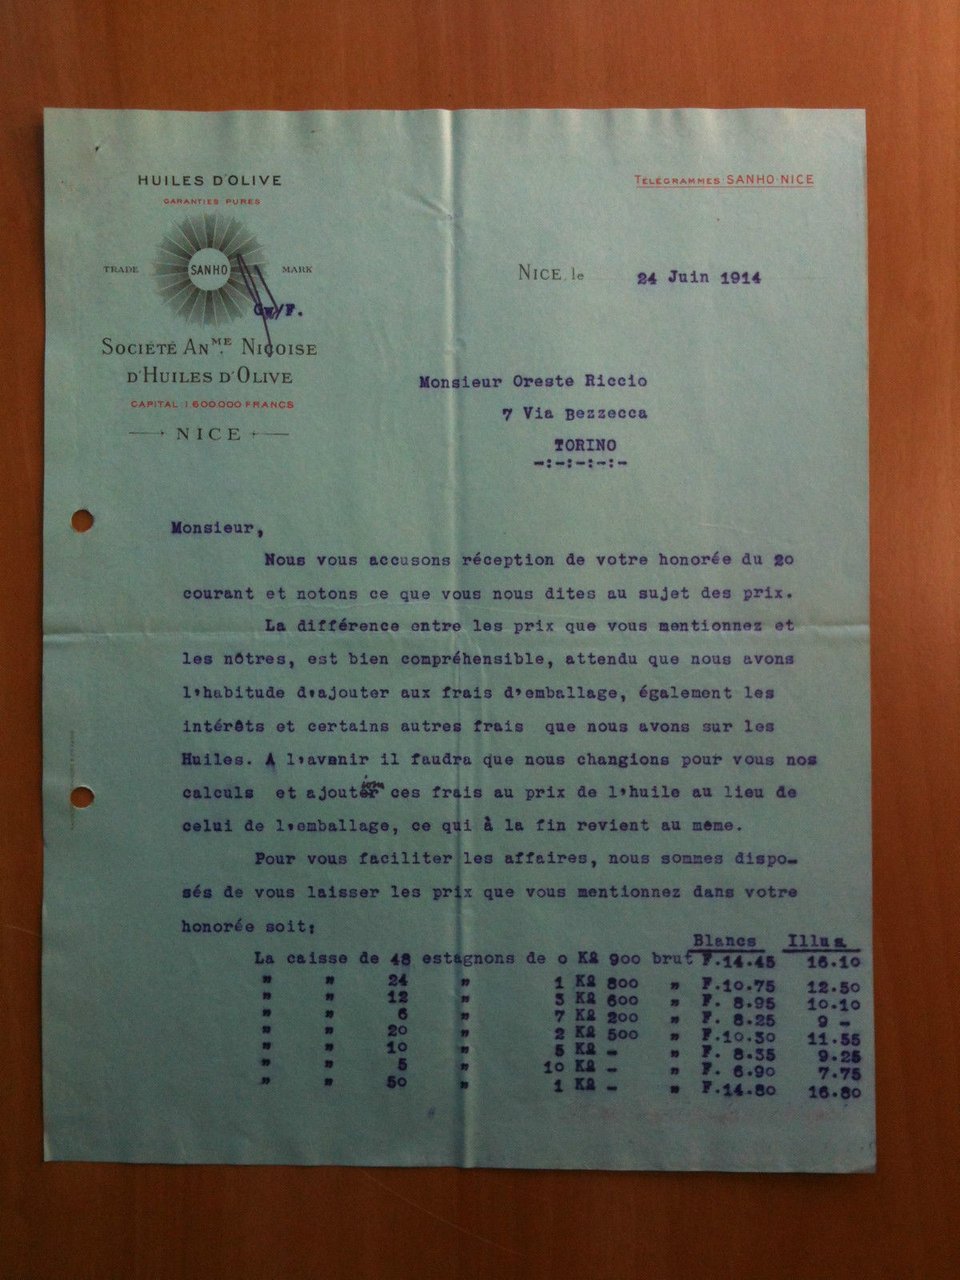 HUILES D'OLIVE
GARANTIES PURES
TRADE SANHO MARK
SOCIÉTÉ ANME. NIÇOISE
D'HUILES D'OLIVE
CAPITAL 1.600.000 FRANCS
NICE
TÉLÉGRAMMES SANHO-NICE
NICE, le 24 Juin 1914
Monsieur Oreste Riccio
7 Via Bezzecca
TORINO
-:-:-:-:-
Monsieur,
Nous vous accusons réception de votre honorée du 20
courant et notons ce que vous nous dites au sujet des prix.
La différence entre les prix que vous mentionnez et
les nôtres, est bien compréhensible, attendu que nous avons
l'habitude d'ajouter aux frais d'emballage, également les
intérêts et certains autres frais que nous avons sur les
Huiles. A l'avenir il faudra que nous changions pour vous nos
calculs et ajouter ces frais au prix de l'huile au lieu de
celui de l'emballage, ce qui à la fin revient au même.
Pour vous faciliter les affaires, nous sommes dispo-
sés de vous laisser les prix que vous mentionnez dans votre
honorée soit:
Blancs Illus.
La caisse de 48 estagnons de 0 Kg 900 brut F.14.45 16.10
" " 24 " 1 Kg 800 " F.10.75 12.50
" " 12 " 3 Kg 600 " F. 8.95 10.10
" " 6 " 7 Kg 200 " F. 8.25 9 -
" " 20 " 2 Kg 500 " F.10.30 11.55
" " 10 " 5 Kg - " F. 8.35 9.25
" " 5 " 10 Kg - " F. 6.90 7.75
" " 50 " 1 Kg - " F.14.80 16.80